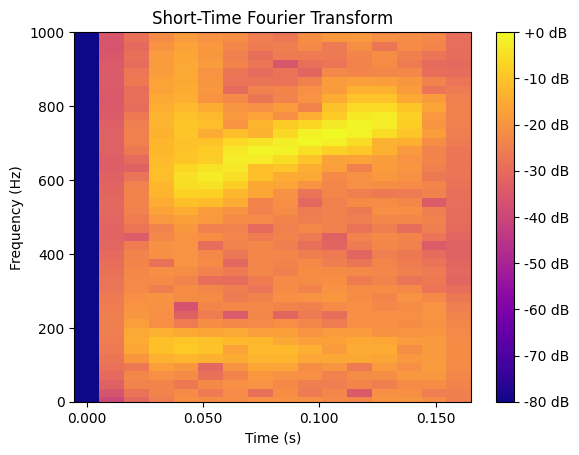 Short-Time Fourier Transform
1000
800
600
400
200
0
Frequency (Hz)
0.000
0.050
0.100
0.150
Time (s)
+0 dB
-10 dB
-20 dB
-30 dB
-40 dB
-50 dB
-60 dB
-70 dB
-80 dB